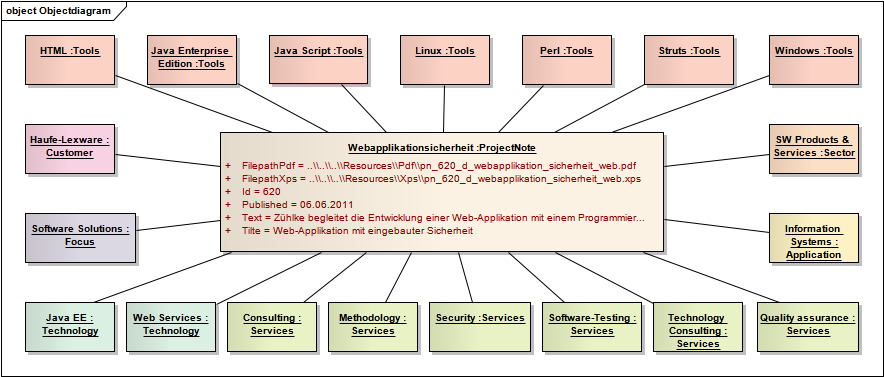 object Objectdiagram
HTML :Tools
Java Enterprise
Edition :Tools
Java Script :Tools
Linux :Tools
Perl :Tools
Struts :Tools
Windows :Tools
Haufe-Lexware :
Customer
Webapplikationsicherheit :ProjectNote
+ FilepathPdf = ..\\..\\..\\Resources\\Pdf\\pn_620_d_webapplikation_sicherheit_web.pdf
+ FilepathXps = ..\\..\\..\\Resources\\Xps\\pn_620_d_webapplikation_sicherheit_web.xps
+ Id = 620
+ Published = 06.06.2011
+ Text = Zühlke begleitet die Entwicklung einer Web-Applikation mit einem Programmier...
+ Tilte = Web-Applikation mit eingebauter Sicherheit
SW Products &
Services :Sector
Software Solutions :
Focus
Information
Systems :
Application
Java EE :
Technology
Web Services :
Technology
Consulting :
Services
Methodology :
Services
Security :Services
Software-Testing :
Services
Technology
Consulting :
Services
Quality assurance :
Services